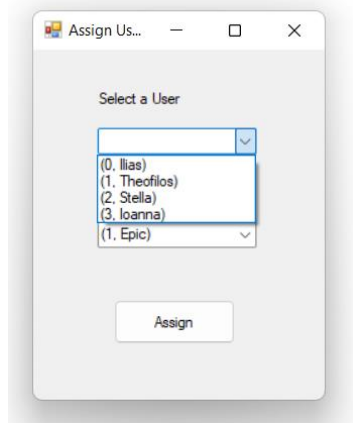 Assign Us...
Select a User
(0, Ilias)
(1, Theofilos)
(2, Stella)
(3, Ioanna)
(1, Epic)
Assign